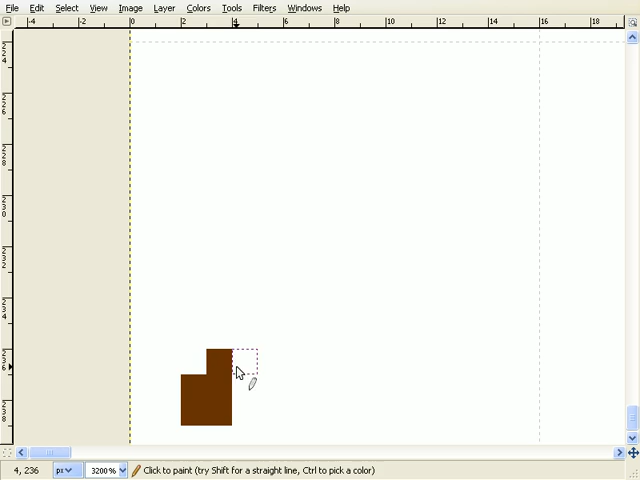 File Edit Select View Image Layer Colors Tools Filters Windows Help
-4 -2 0 2 4 6 8 10 12 14 16 18
224
226
228
230
232
234
236
238
4, 236 px 3200% Click to paint (try Shift for a straight line, Ctrl to pick a color)